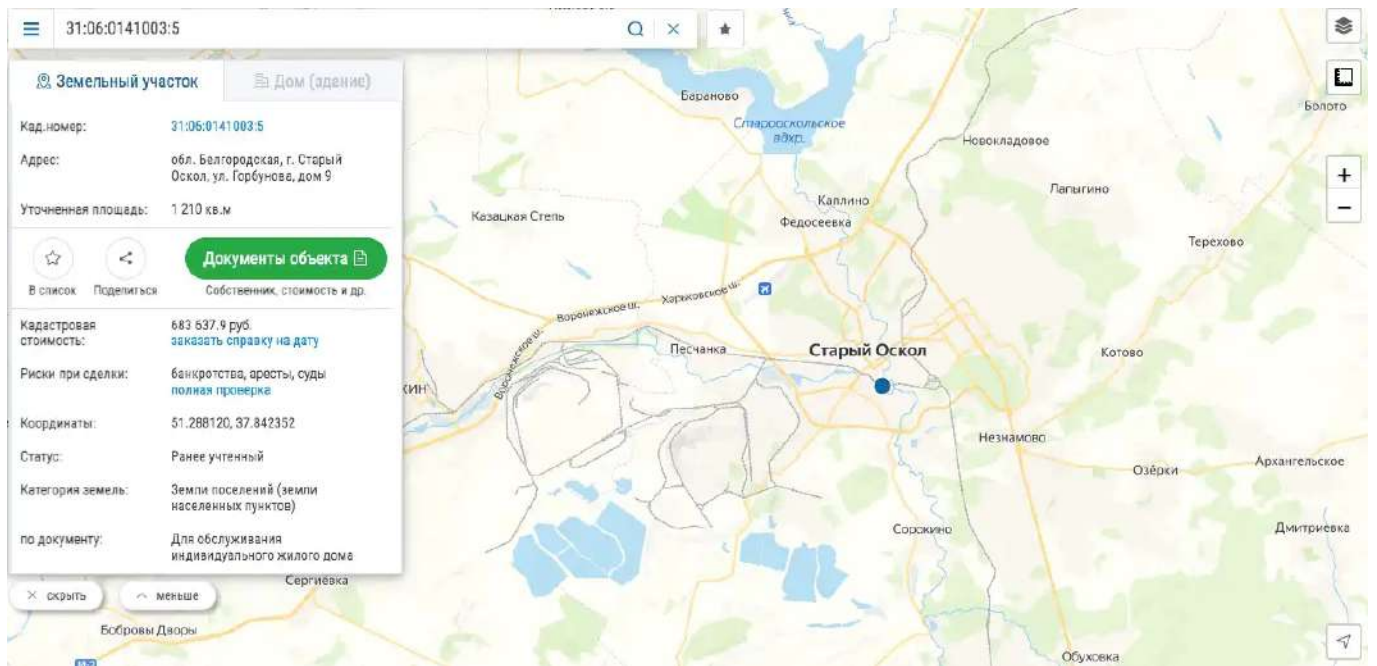 31:06:0141003:5
Земельный участок
Дом (здение)
Кад.номер:
31:06:0141003:5
Адрес:
обл. Белгородская, г. Старый
Оскол, ул. Горбунова, дом 9
Уточненная площадь:
1 210 кв.м
В список
Поделиться
Документы объекта
Собственник, стоимость и др.
Кадастровая
стоимость:
683 637.9 руб.
заказать справку на дату
Риски при сделки:
банкротства, аресты, суды
полная проверка
Координаты:
51.288120, 37.842352
Статус:
Ранее учтенный
Категория земель:
Земли поселений (земли
населенных пунктов)
по документу:
Для обслуживания
индивидуального жилого дома
скрыть
меньше
Бараново
Старооскольское
вдхр.
Болото
Новокладовое
Лапыгино
Каплино
Федосеевка
Казацкая Степь
Терехово
Харьковское ш.
Воронежское ш.
Воронежское ш.
Песчанка
Старый Оскол
Котово
кин
Незнамово
Озёрки
Архангельское
Сорокино
Дмитриевка
Сергиевка
Бобровы Дворы
М-2
Обуховка
+
−